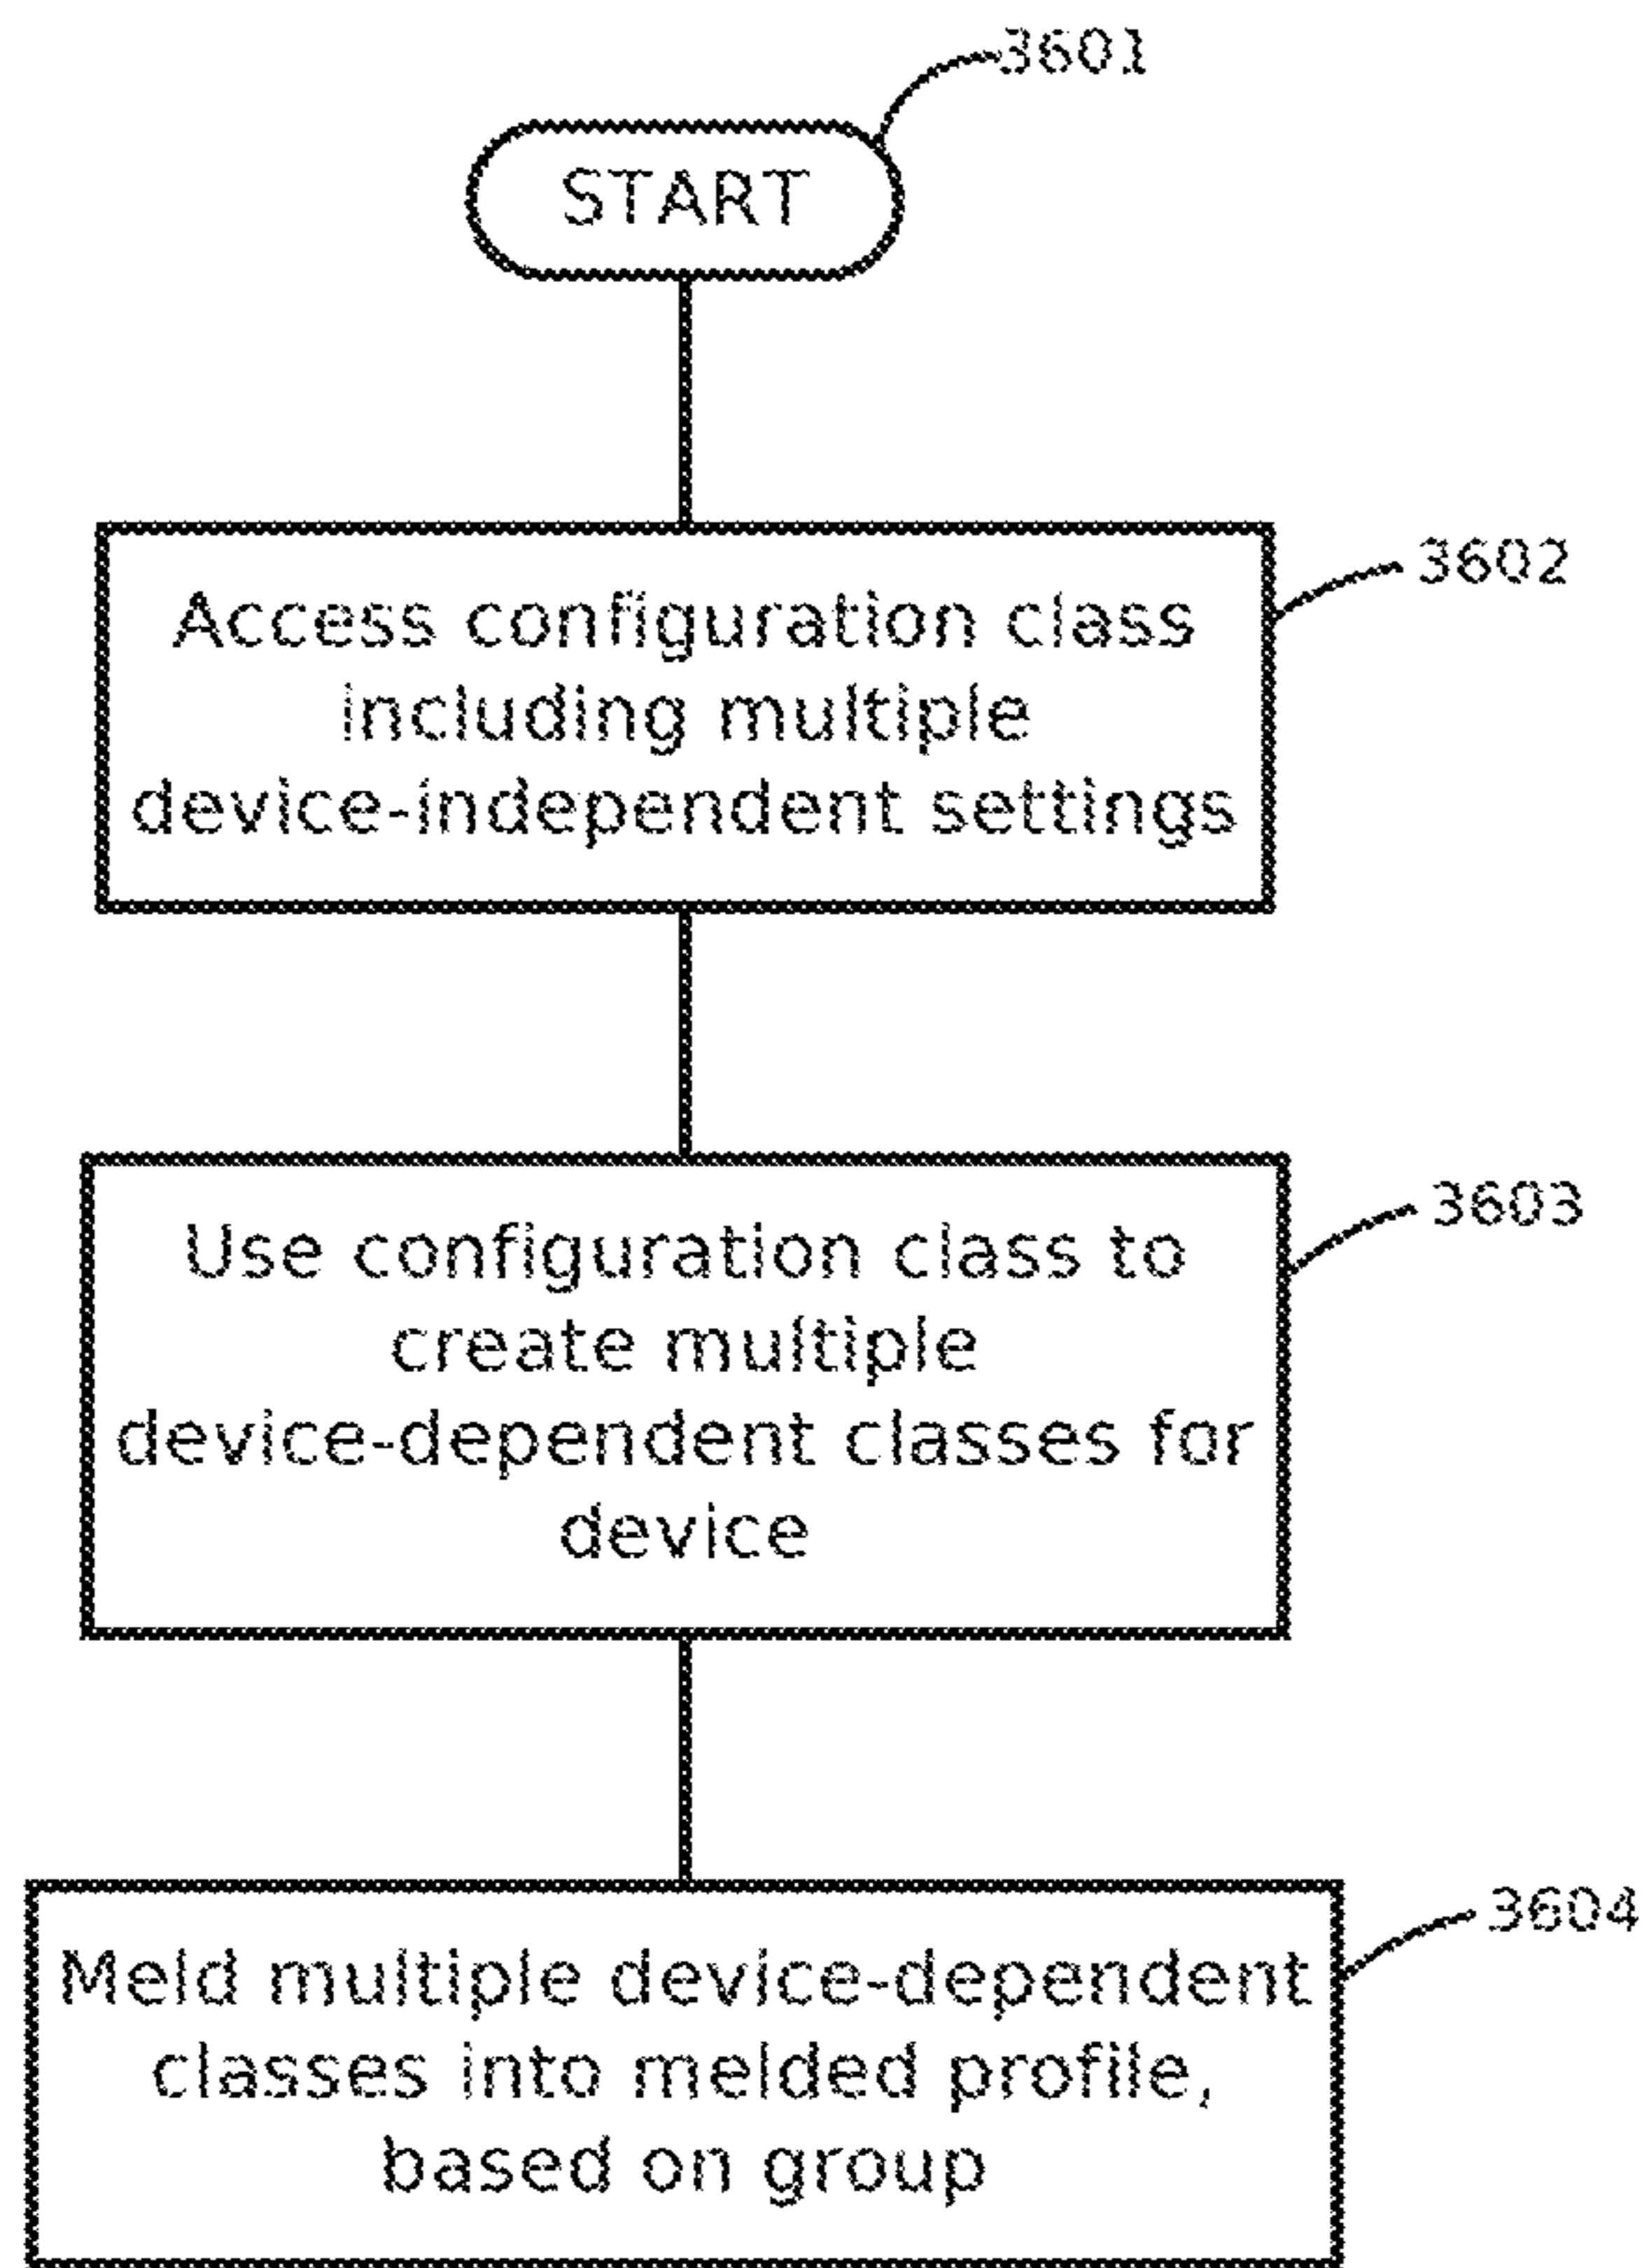 3601
START
3602
Access configuration class
including multiple
device-independent settings
3603
Use configuration class to
create multiple
device-dependent classes for
device
3604
Meld multiple device-dependent
classes into melded profile,
based on group